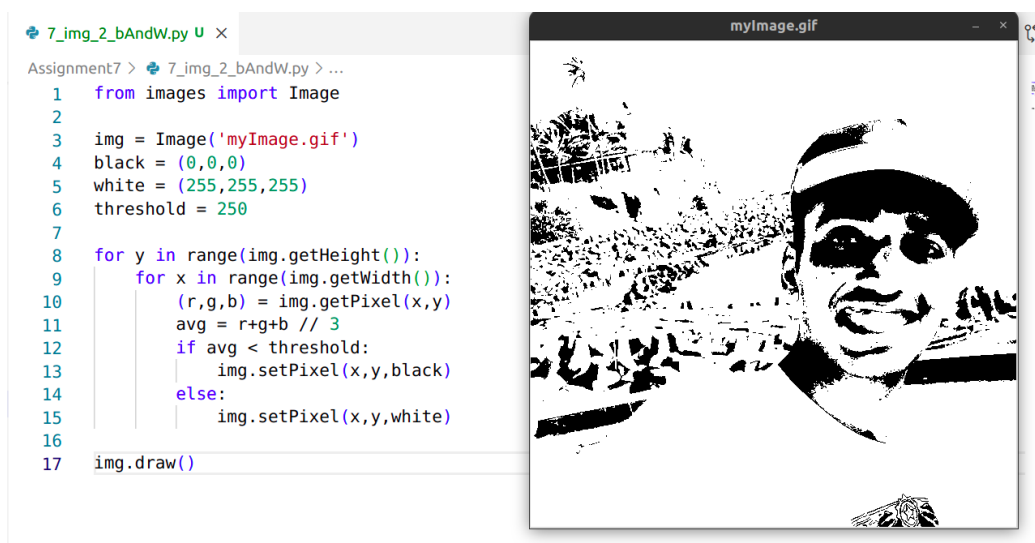 7_img_2_bAndW.py U ×
Assignment7 > 7_img_2_bAndW.py > ...
1 from images import Image
2
3 img = Image('myImage.gif')
4 black = (0,0,0)
5 white = (255,255,255)
6 threshold = 250
7
8 for y in range(img.getHeight()):
9     for x in range(img.getWidth()):
10         (r,g,b) = img.getPixel(x,y)
11         avg = r+g+b // 3
12         if avg < threshold:
13             img.setPixel(x,y,black)
14         else:
15             img.setPixel(x,y,white)
16
17 img.draw()
myImage.gif